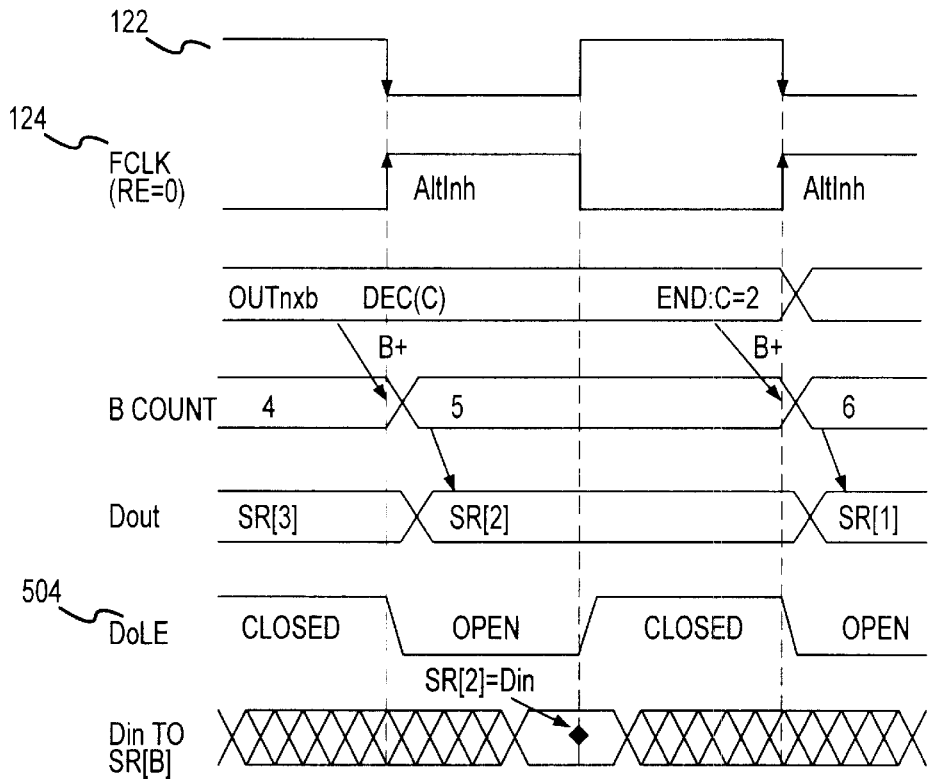 122
124
FCLK
(RE=0)
AltInh
AltInh
OUTnxb
DEC(C)
END:C=2
B+
B+
B COUNT
4
5
6
Dout
SR[3]
SR[2]
SR[1]
504
DoLE
CLOSED
OPEN
CLOSED
OPEN
SR[2]=Din
Din TO
SR[B]